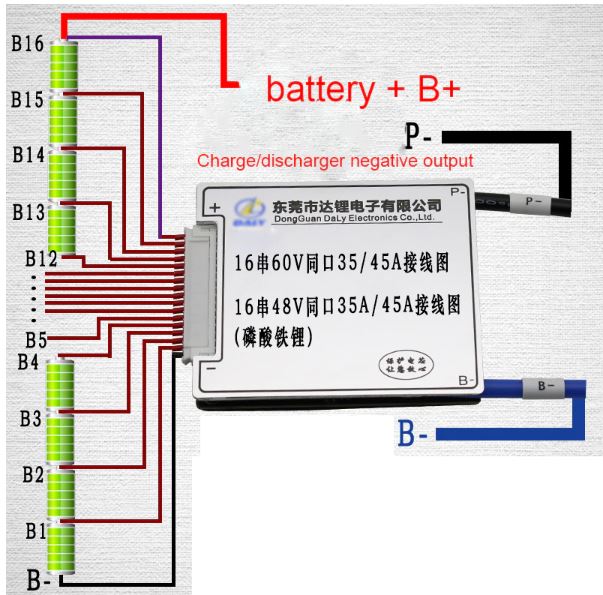 B16
battery + B+
B15
P-
B14
Charge/discharger negative output
B13
B12
B5
B4
B3
B2
B1
B-
+
DALY
东莞市达锂电子有限公司
DongGuan DaLy Electronics Co.,Ltd.
P-
P-
16串60V同口35/45A接线图
16串48V同口35A/45A接线图
(磷酸铁锂)
保护电芯
让您放心
-
B-
B-
B-